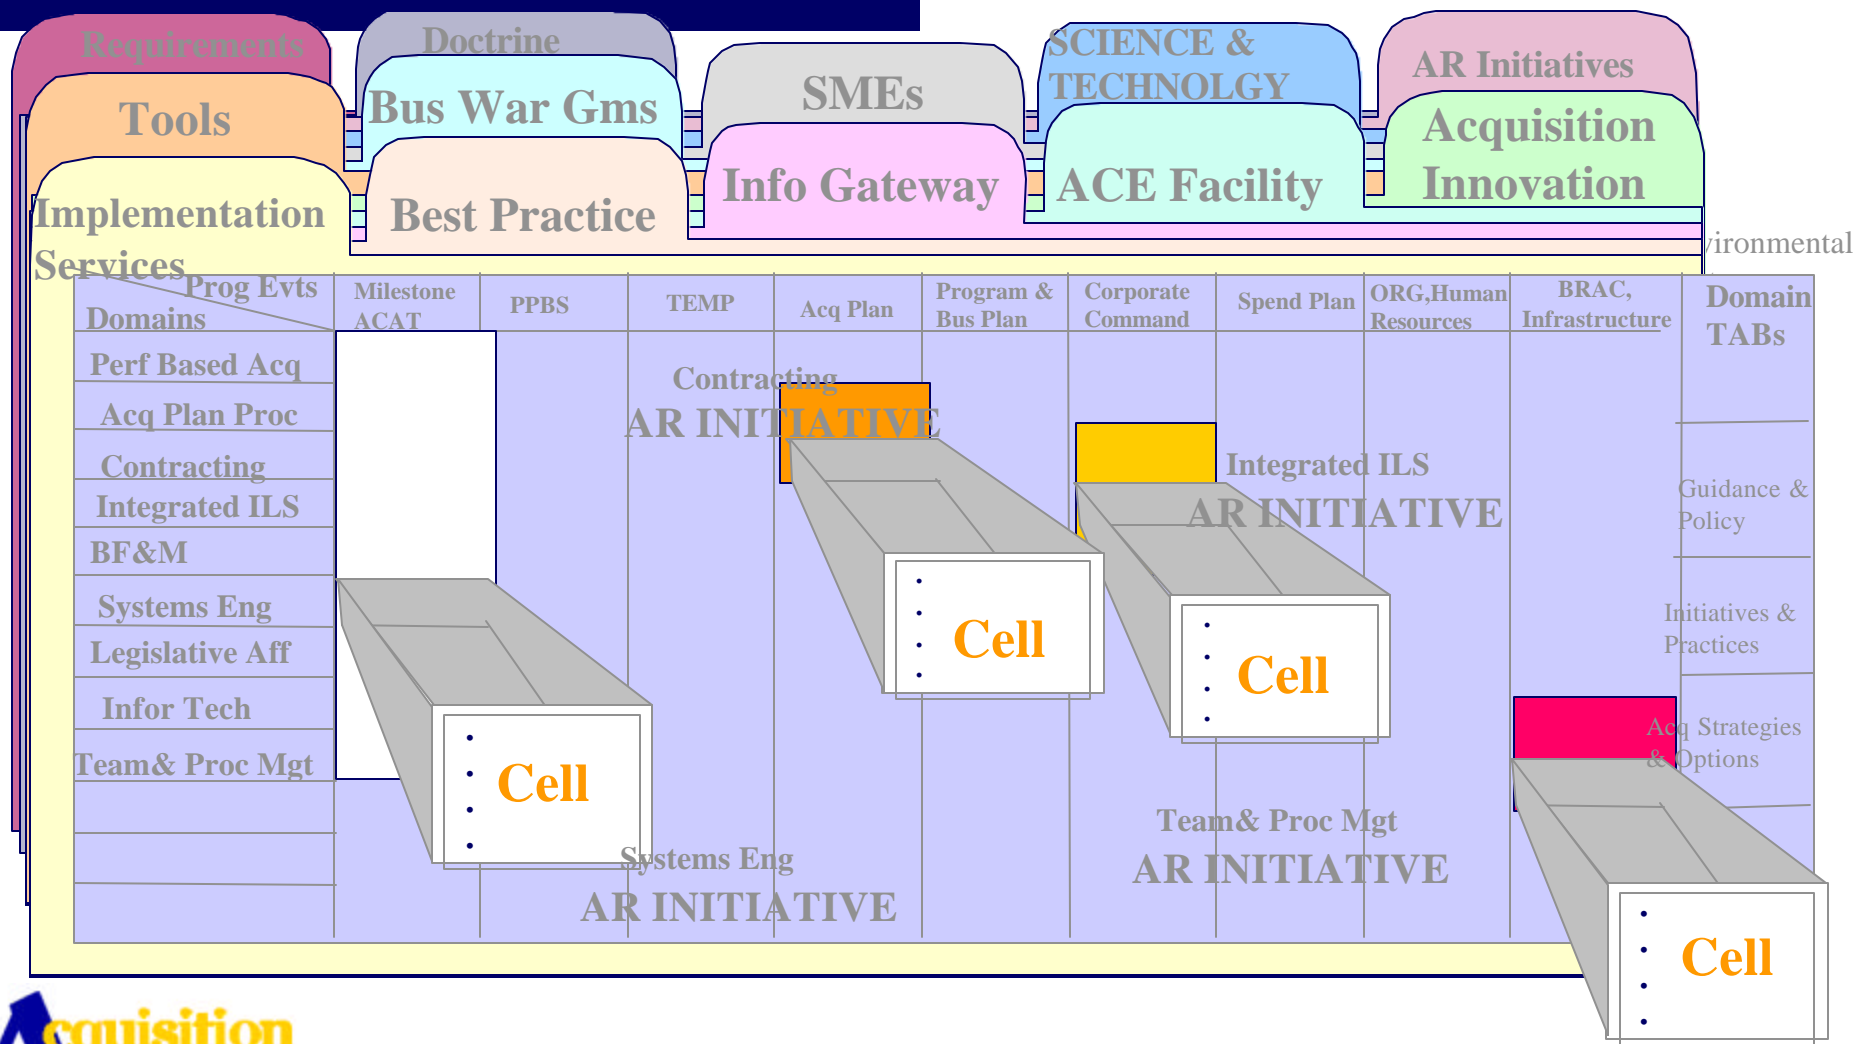 Requirements
Doctrine
SCIENCE &
TECHNOLGY
AR Initiatives
Tools
Bus War Gms
SMEs
Acquisition
Innovation
Implementation
Services
Best Practice
Info Gateway
ACE Facility
Prog Evts
Domains
Milestone
ACAT
PPBS
TEMP
Acq Plan
Program &
Bus Plan
Corporate
Command
Spend Plan
ORG,Human
Resources
BRAC,
Infrastructure
Domain
TABs
Perf Based Acq
Acq Plan Proc
Contracting
Integrated ILS
BF&M
Systems Eng
Legislative Aff
Infor Tech
Team& Proc Mgt
Contracting
AR INITIATIVE
Integrated ILS
AR INITIATIVE
Guidance &
Policy
Initiatives &
Practices
Acq Strategies
& Options
• 
• 
• Cell
• 
• 
• 
• Cell
• 
• 
• 
• Cell
• 
Systems Eng
AR INITIATIVE
Team& Proc Mgt
AR INITIATIVE
• 
• 
• Cell
• 
cquisition